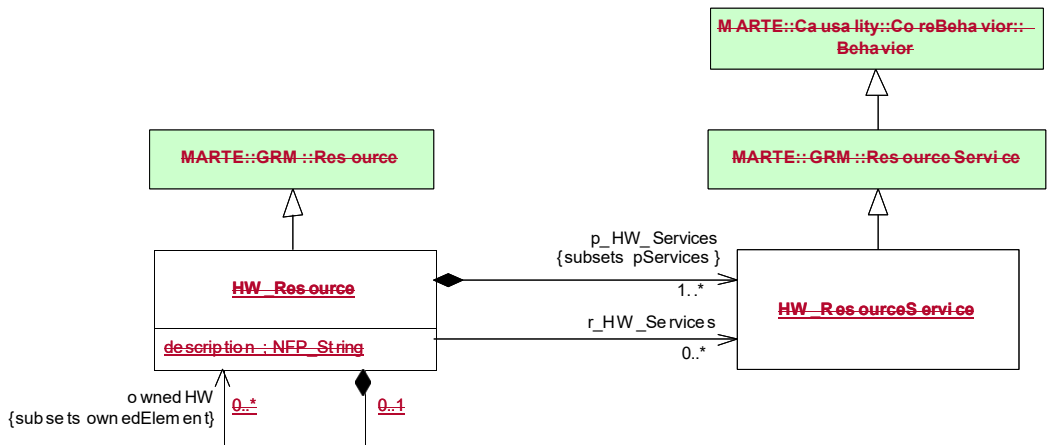 MARTE::Causality::CoreBehavior::
Behavior
MARTE::GRM::Resource
MARTE::GRM::ResourceService
p_HW_Services
{subsets pServices}
1..*
HW_Resource
HW_ResourceService
r_HW_Services
0..*
description : NFP_String
ownedHW
{subsets ownedElement}
0..*
0..1